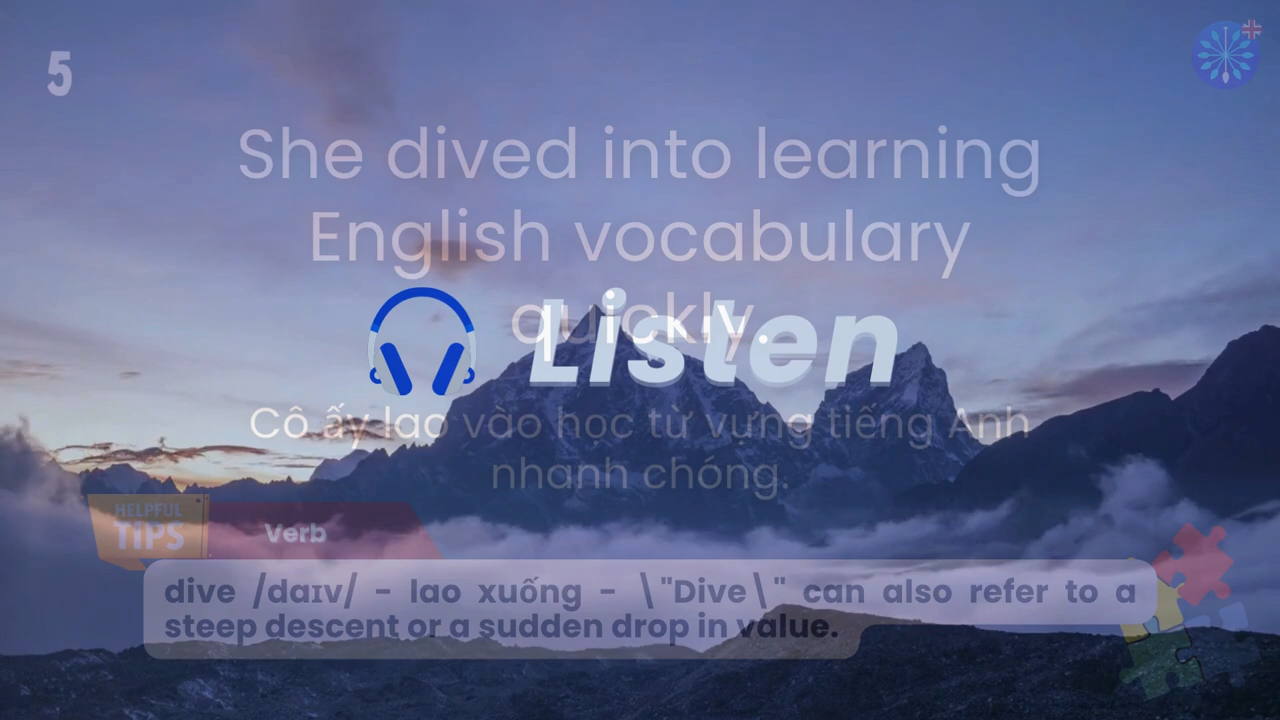 5
She dived into learning
English vocabulary
quickly.
Listen
Cô ấy lao vào học từ vựng tiếng Anh
nhanh chóng.
HELPFUL
TiPS
Verb
dive /daɪv/ - lao xuống - \"Dive\" can also refer to a
steep descent or a sudden drop in value.